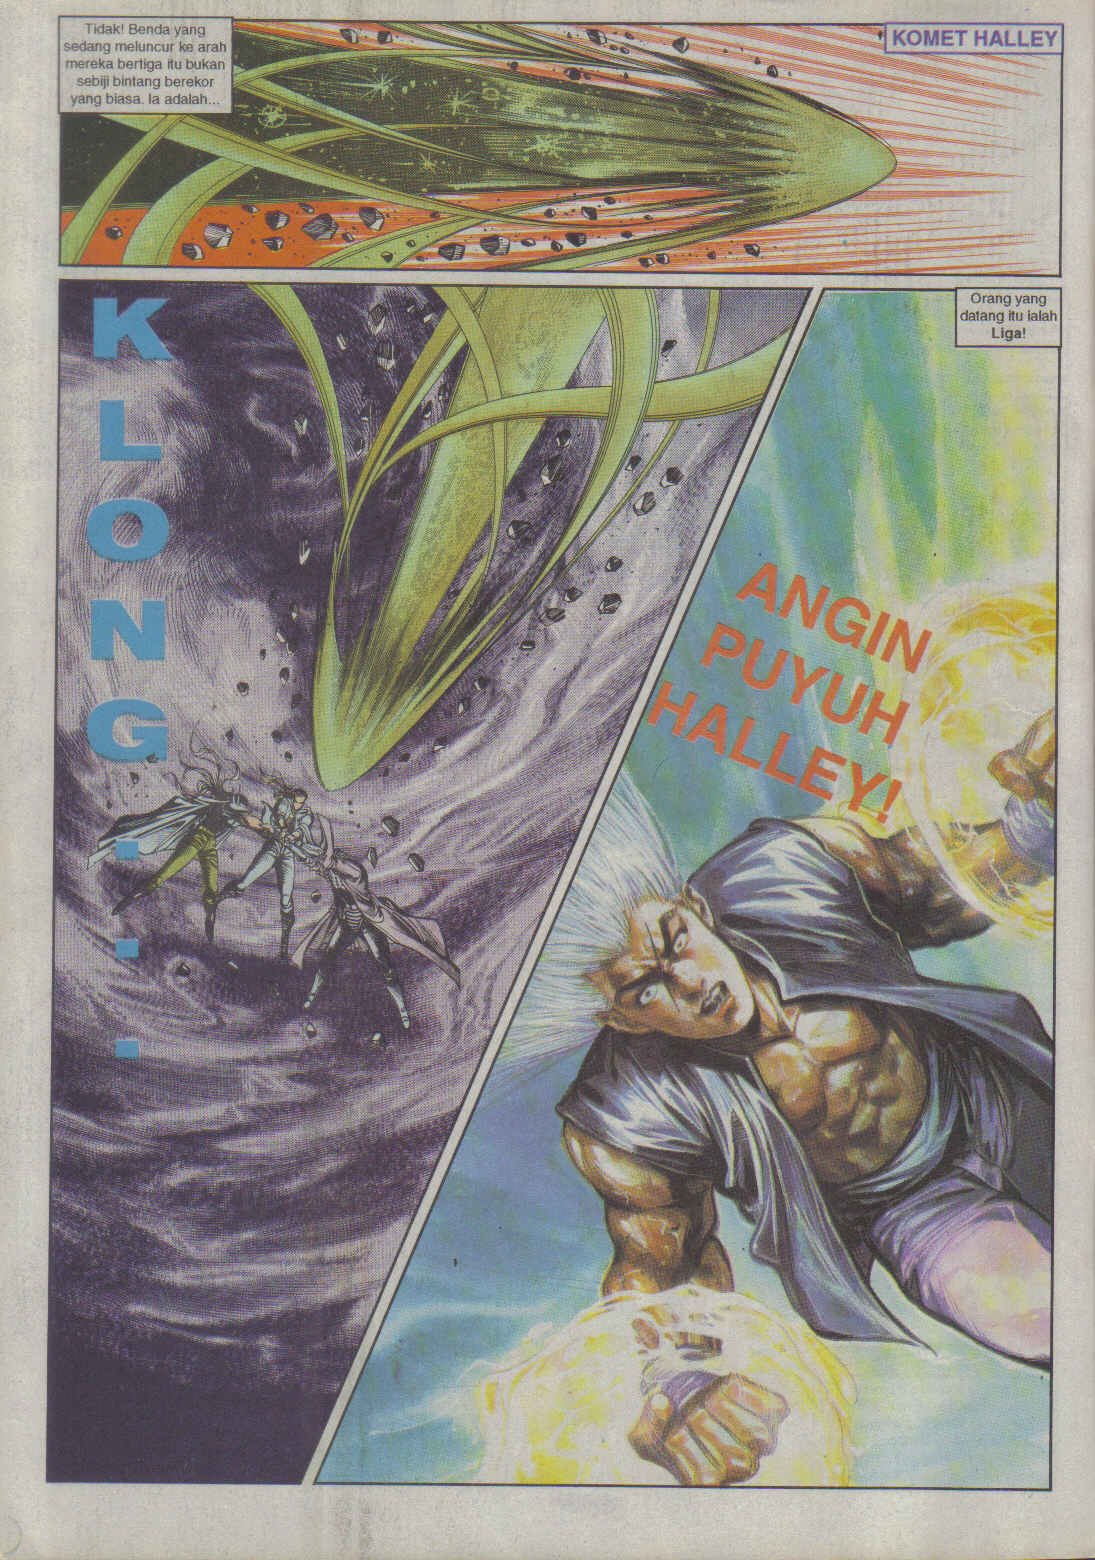 Tidak! Benda yang
sedang meluncur ke arah
mereka bertiga itu bukan
sebiji bintang berekor
yang biasa. Ia adalah...
KOMET HALLEY
KLONG...
Orang yang
datang itu ialah
Liga!
ANGIN
PUYUH
HALLEY!